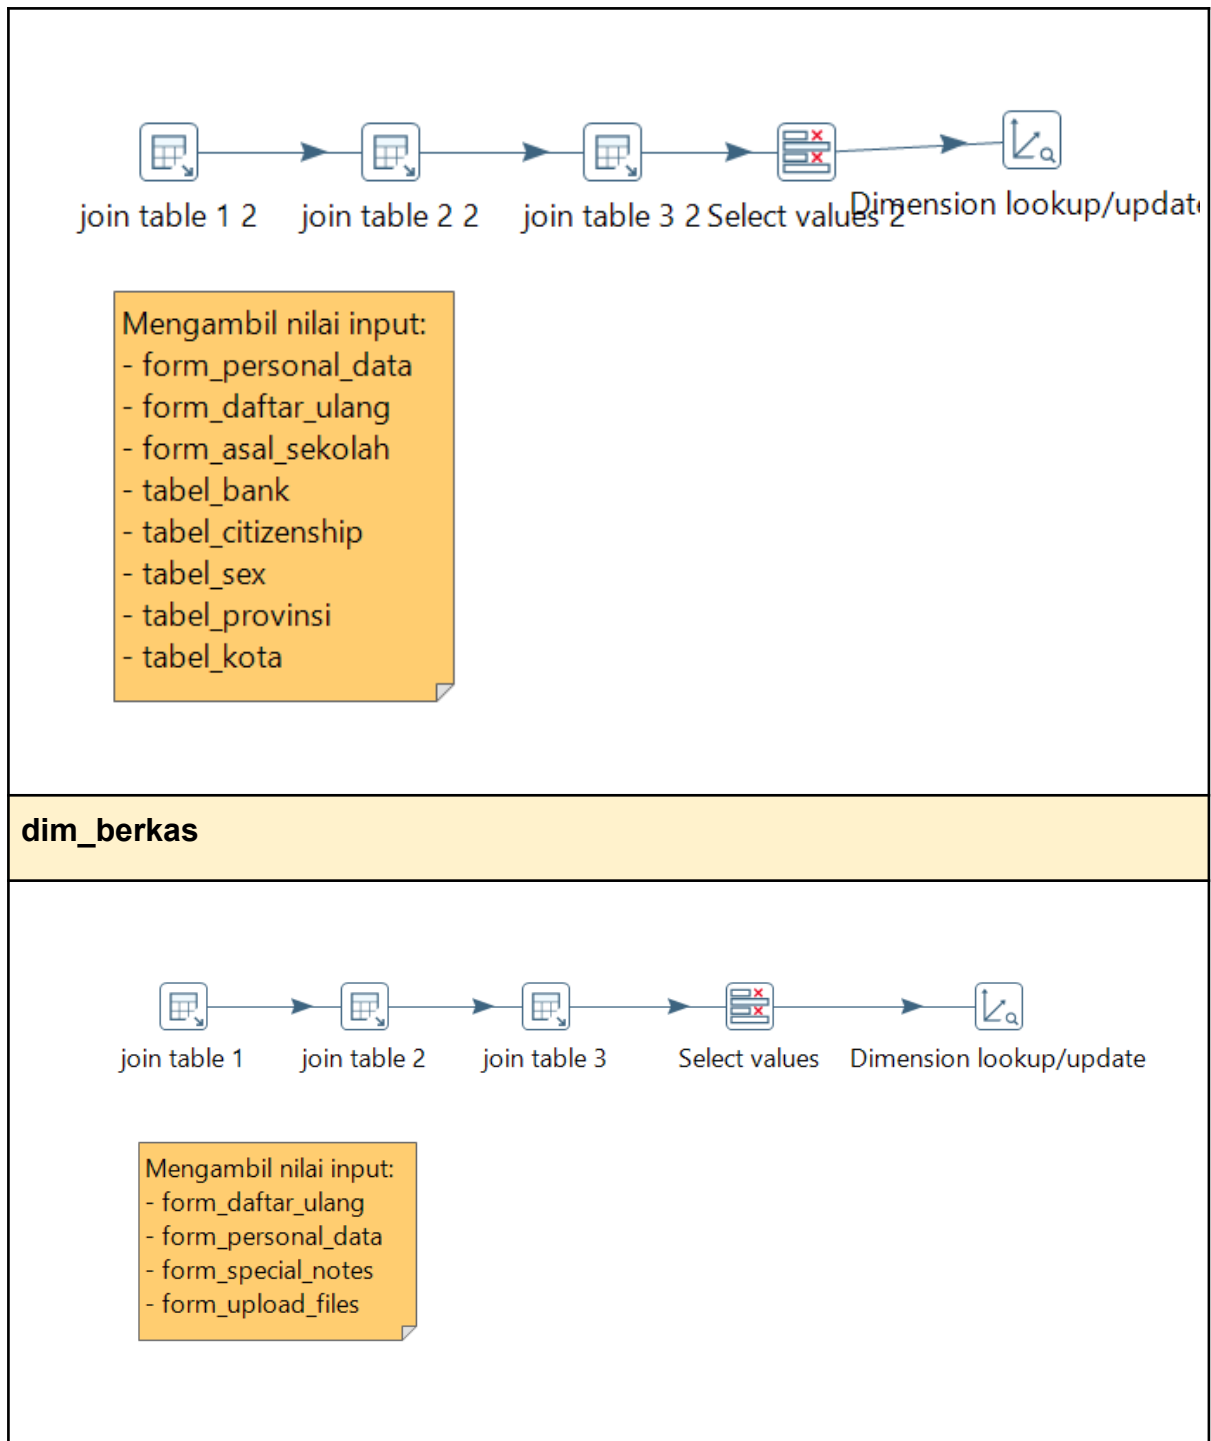 join table 1 2
join table 2 2
join table 3 2
Select values 2
Dimension lookup/update
Mengambil nilai input:
- form_personal_data
- form_daftar_ulang
- form_asal_sekolah
- tabel_bank
- tabel_citizenship
- tabel_sex
- tabel_provinsi
- tabel_kota
dim_berkas
join table 1
join table 2
join table 3
Select values
Dimension lookup/update
Mengambil nilai input:
- form_daftar_ulang
- form_personal_data
- form_special_notes
- form_upload_files